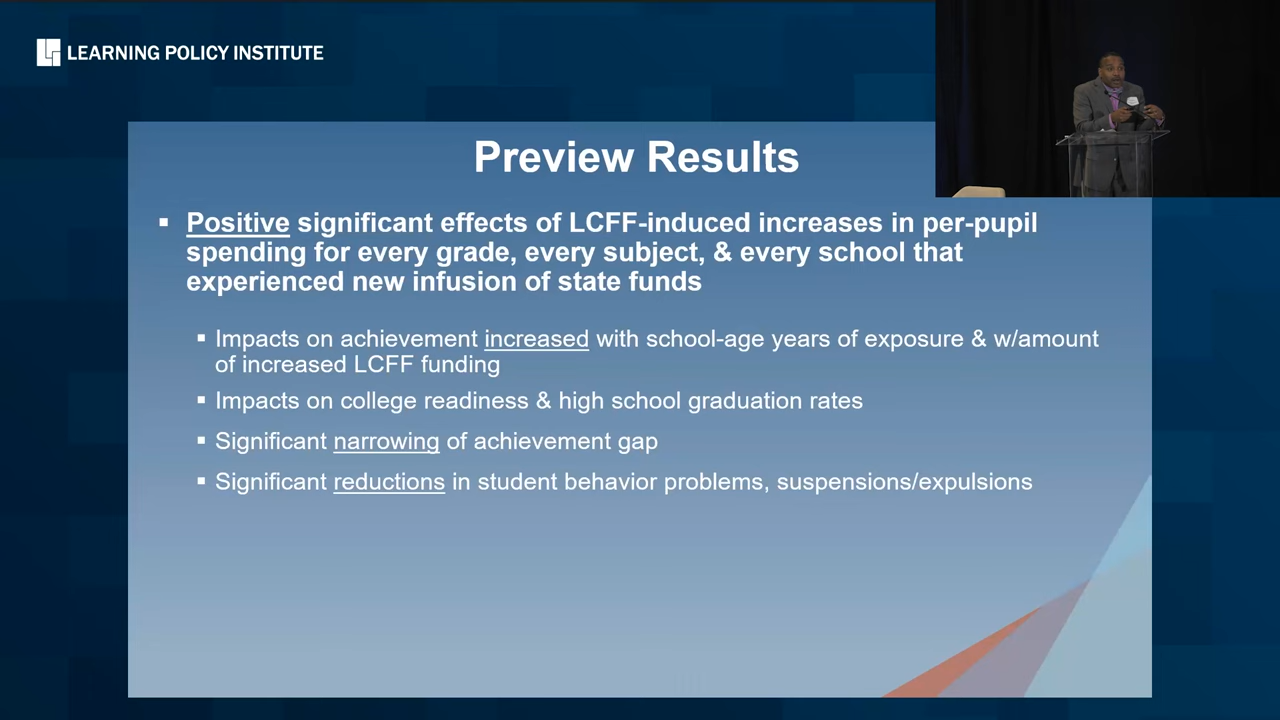 LEARNING POLICY INSTITUTE
Preview Results
▪ Positive significant effects of LCFF-induced increases in per-pupil
spending for every grade, every subject, & every school that
experienced new infusion of state funds
▪ Impacts on achievement increased with school-age years of exposure & w/amount
of increased LCFF funding
▪ Impacts on college readiness & high school graduation rates
▪ Significant narrowing of achievement gap
▪ Significant reductions in student behavior problems, suspensions/expulsions